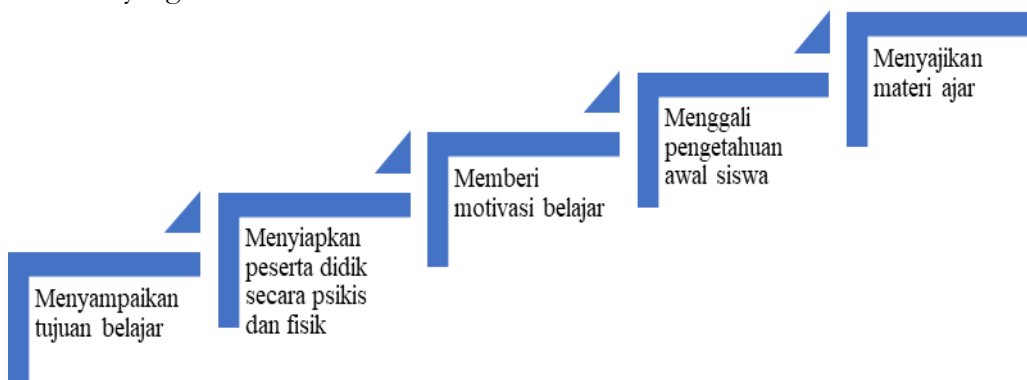 Menyampaikan
tujuan belajar
Menyiapkan
peserta didik
secara psikis
dan fisik
Memberi
motivasi belajar
Menggali
pengetahuan
awal siswa
Menyajikan
materi ajar